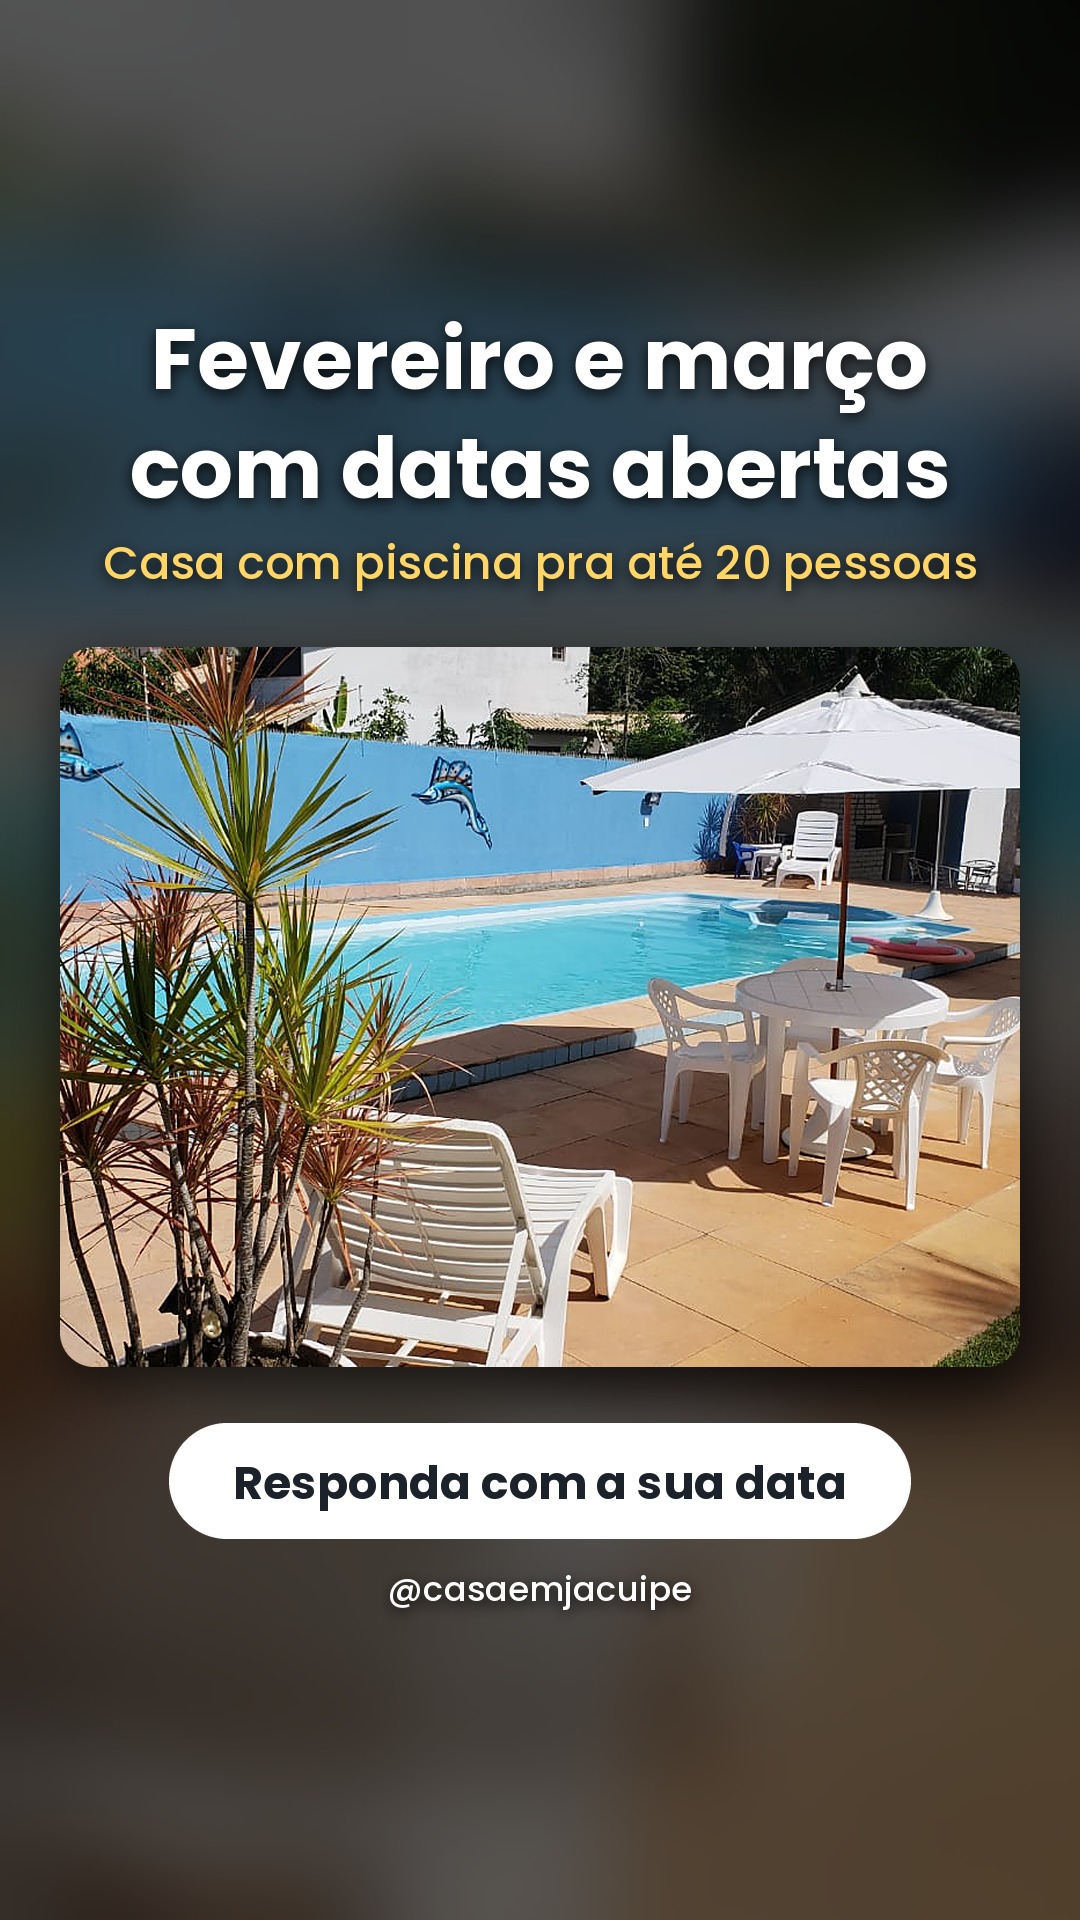 Fevereiro e março
com datas abertas
Casa com piscina pra até 20 pessoas
Responda com a sua data
@casaemjacuipe